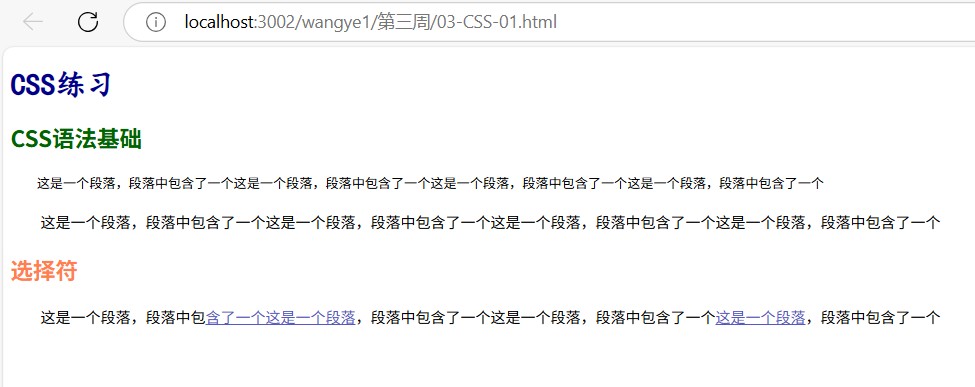 localhost:3002/wangye1/第三周/03-CSS-01.html
CSS练习
CSS语法基础
这是一个段落，段落中包含了一个这是一个段落，段落中包含了一个这是一个段落，段落中包含了一个这是一个段落，段落中包含了一个
这是一个段落，段落中包含了一个这是一个段落，段落中包含了一个这是一个段落，段落中包含了一个这是一个段落，段落中包含了一个
选择符
这是一个段落，段落中包含了一个这是一个段落，段落中包含了一个这是一个段落，段落中包含了一个这是一个段落，段落中包含了一个